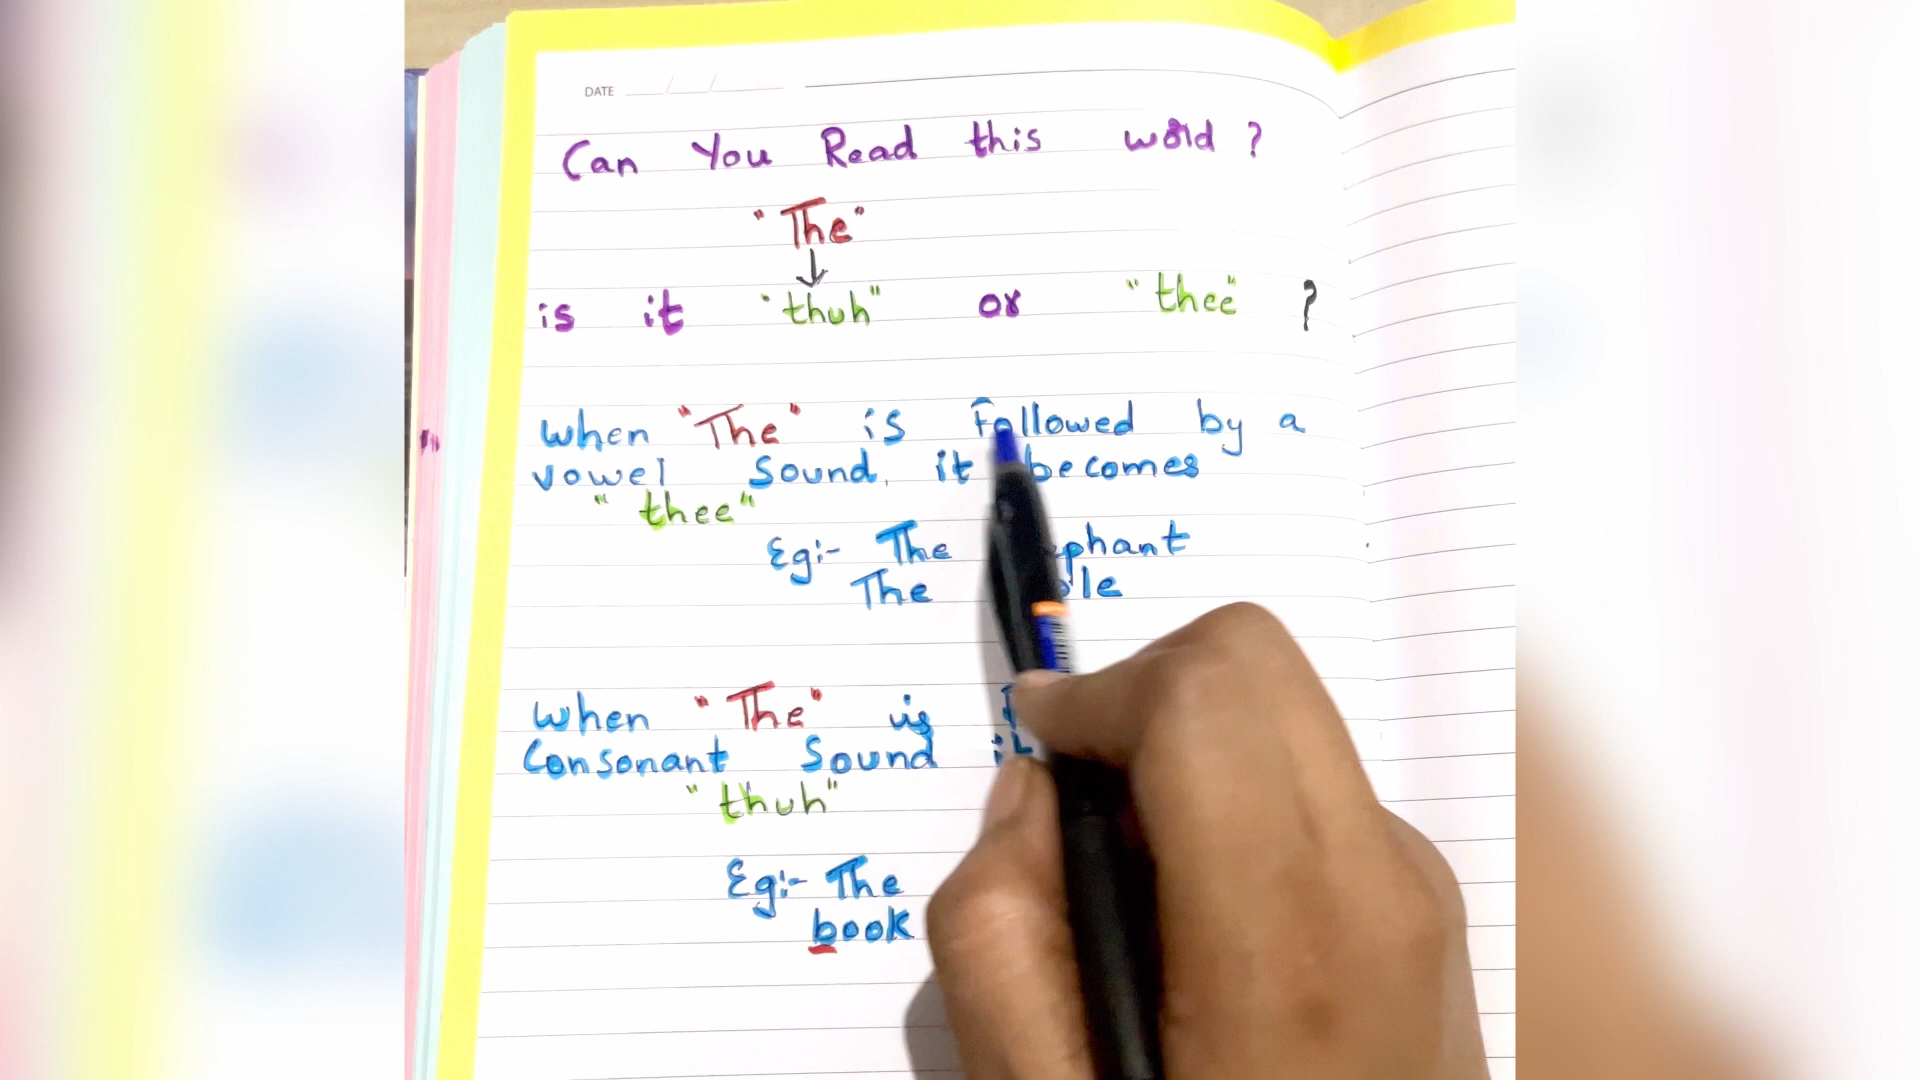 DATE
Can You Read this word ?
"The"
is it "thuh" or "thee" ?
when "The" is Followed by a
vowel Sound, it becomes
"thee"
Eg:- The
The
when "The" is
Consonant Sound
"thuh"
Eg:- The
book